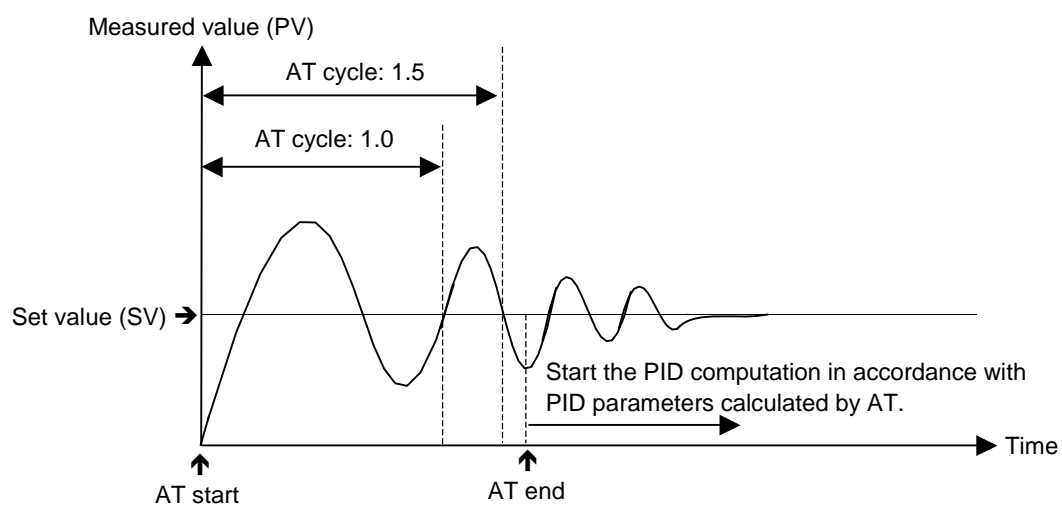 Measured value (PV)
AT cycle: 1.5
AT cycle: 1.0
Set value (SV)
Start the PID computation in accordance with
PID parameters calculated by AT.
Time
AT start
AT end